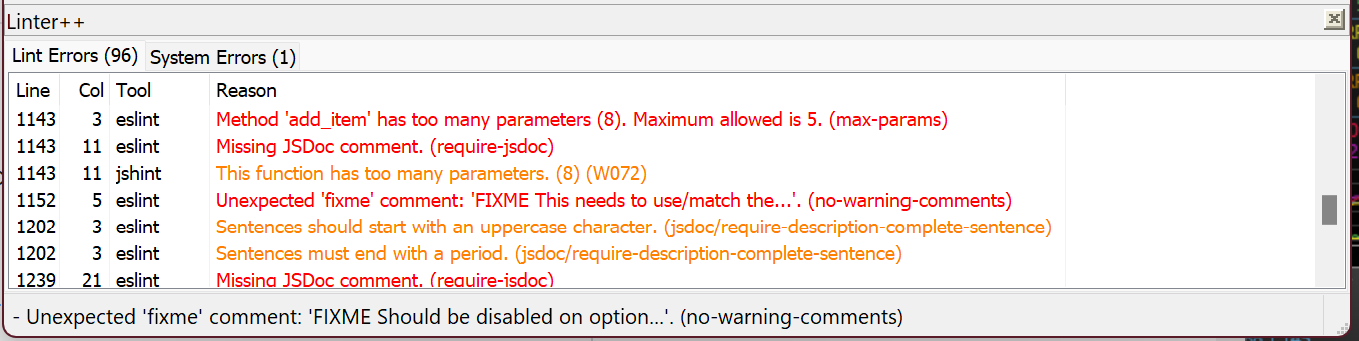 Linter++
Lint Errors (96) System Errors (1)
Line Col Tool Reason
1143 3 eslint Method 'add_item' has too many parameters (8). Maximum allowed is 5. (max-params)
1143 11 eslint Missing JSDoc comment. (require-jsdoc)
1143 11 jshint This function has too many parameters. (8) (W072)
1152 5 eslint Unexpected 'fixme' comment: 'FIXME This needs to use/match the...'. (no-warning-comments)
1202 3 eslint Sentences should start with an uppercase character. (jsdoc/require-description-complete-sentence)
1202 3 eslint Sentences must end with a period. (jsdoc/require-description-complete-sentence)
1239 21 eslint Missing JSDoc comment. (require-jsdoc)
- Unexpected 'fixme' comment: 'FIXME Should be disabled on option...'. (no-warning-comments)